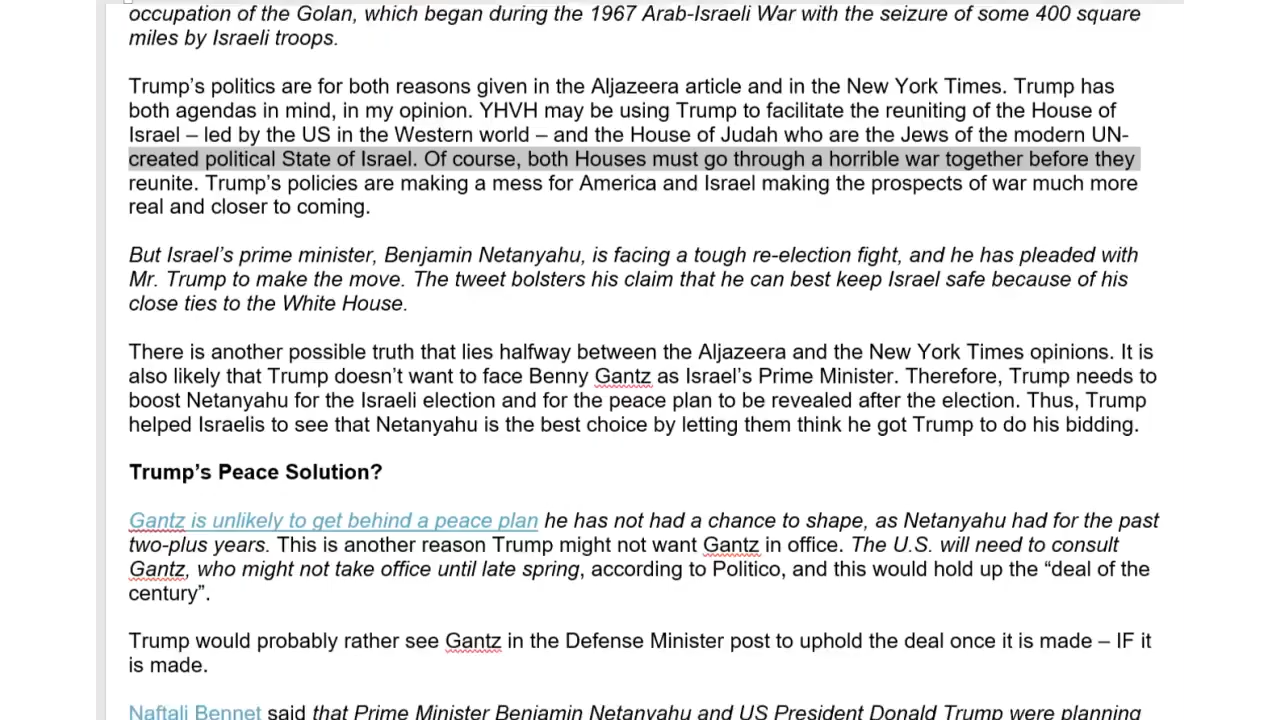 occupation of the Golan, which began during the 1967 Arab-Israeli War with the seizure of some 400 square
miles by Israeli troops.
Trump’s politics are for both reasons given in the Aljazeera article and in the New York Times. Trump has
both agendas in mind, in my opinion. YHVH may be using Trump to facilitate the reuniting of the House of
Israel – led by the US in the Western world – and the House of Judah who are the Jews of the modern UN-
created political State of Israel. Of course, both Houses must go through a horrible war together before they
reunite. Trump’s policies are making a mess for America and Israel making the prospects of war much more
real and closer to coming.
But Israel’s prime minister, Benjamin Netanyahu, is facing a tough re-election fight, and he has pleaded with
Mr. Trump to make the move. The tweet bolsters his claim that he can best keep Israel safe because of his
close ties to the White House.
There is another possible truth that lies halfway between the Aljazeera and the New York Times opinions. It is
also likely that Trump doesn’t want to face Benny Gantz as Israel’s Prime Minister. Therefore, Trump needs to
boost Netanyahu for the Israeli election and for the peace plan to be revealed after the election. Thus, Trump
helped Israelis to see that Netanyahu is the best choice by letting them think he got Trump to do his bidding.
Trump’s Peace Solution?
Gantz is unlikely to get behind a peace plan he has not had a chance to shape, as Netanyahu had for the past
two-plus years. This is another reason Trump might not want Gantz in office. The U.S. will need to consult
Gantz, who might not take office until late spring, according to Politico, and this would hold up the “deal of the
century”.
Trump would probably rather see Gantz in the Defense Minister post to uphold the deal once it is made – IF it
is made.
Naftali Bennet said that Prime Minister Benjamin Netanyahu and US President Donald Trump were planning